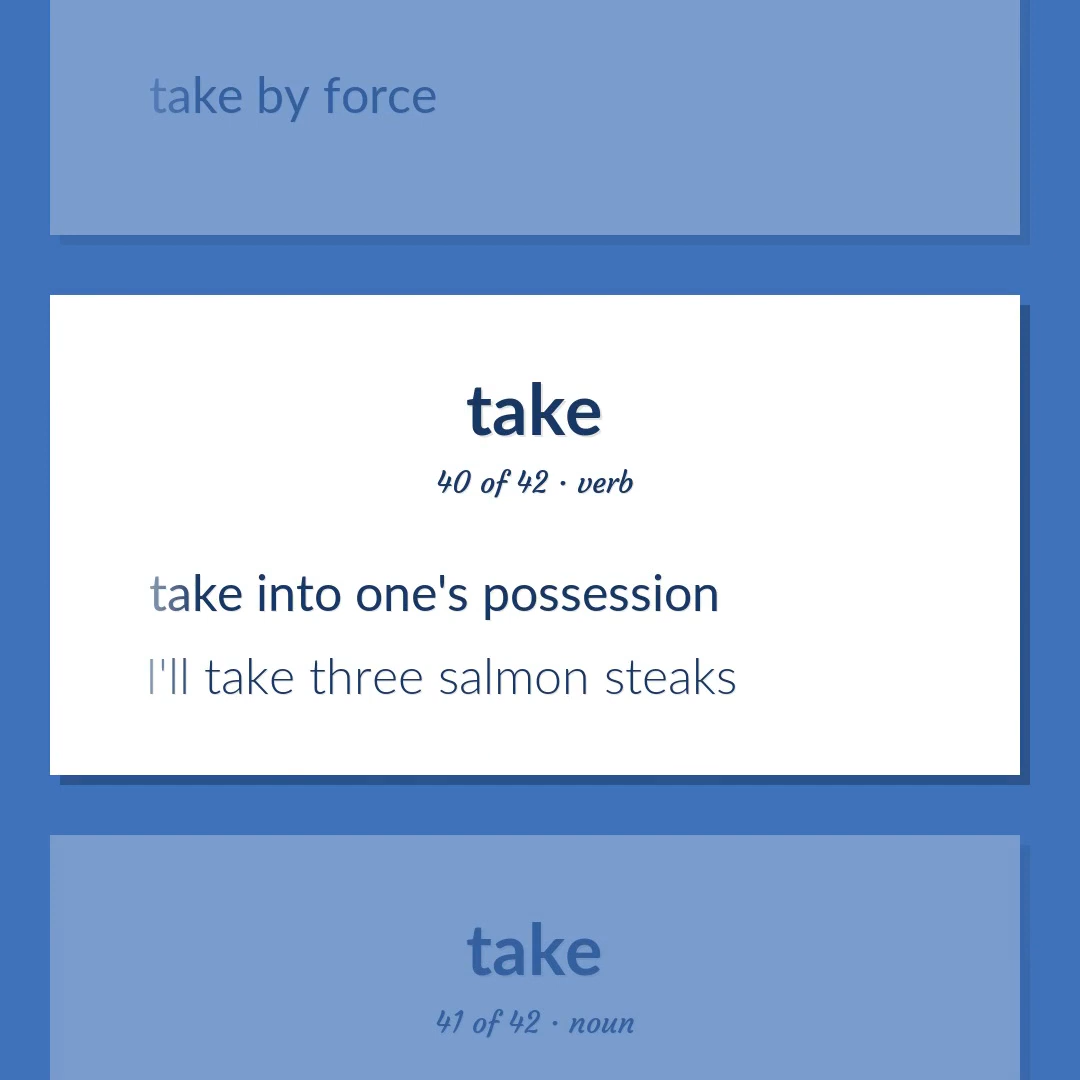 take by force
take
40 of 42 · verb
take into one's possession
I'll take three salmon steaks
take
41 of 42 · noun